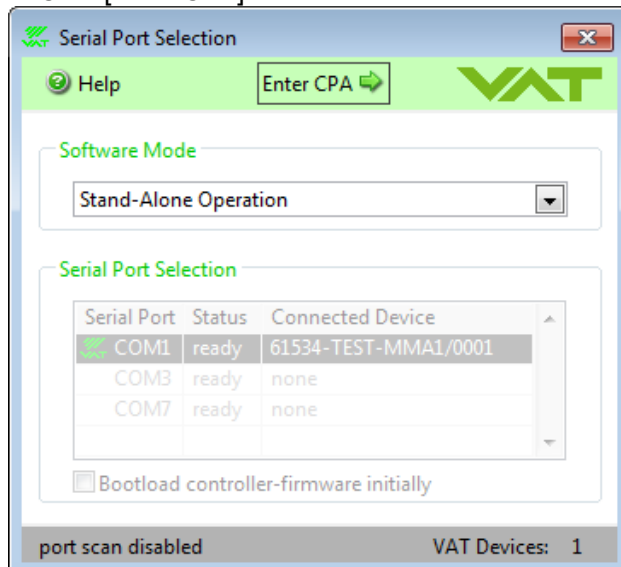 Serial Port Selection
Help
Enter CPA
VAT
Software Mode
Stand-Alone Operation
Serial Port Selection
Serial Port Status Connected Device
VAT COM1 ready 61534-TEST-MMA1/0001
COM3 ready none
COM7 ready none
Bootload controller-firmware initially
port scan disabled VAT Devices: 1